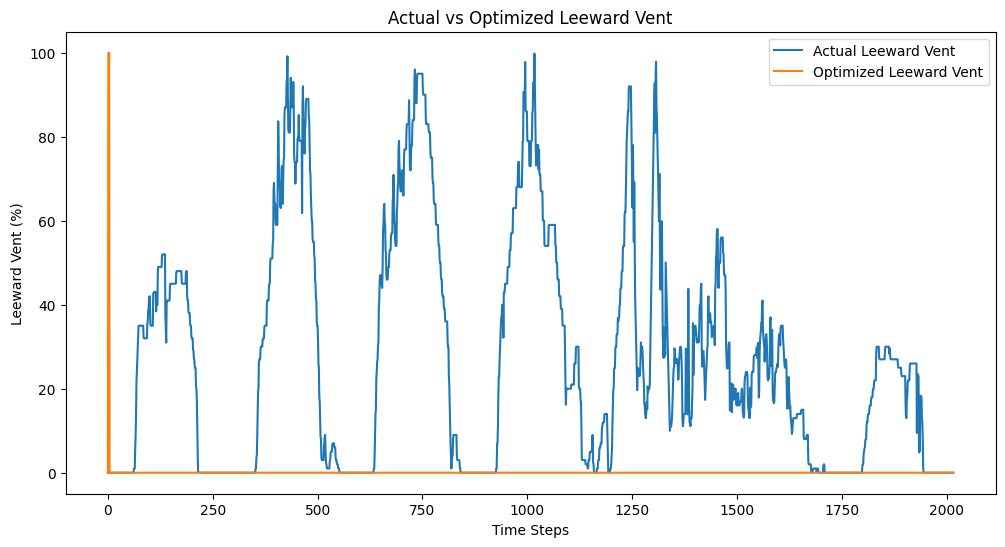 Actual vs Optimized Leeward Vent
Actual Leeward Vent
Optimized Leeward Vent
Leeward Vent (%)
100
80
60
40
20
0
0 250 500 750 1000 1250 1500 1750 2000
Time Steps